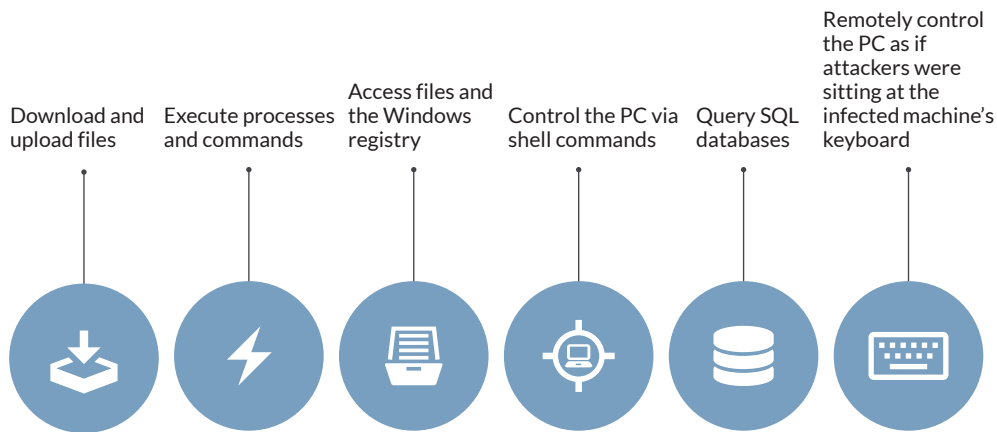 Download and
upload files
Execute processes
and commands
Access files and
the Windows
registry
Control the PC via
shell commands
Query SQL
databases
Remotely control
the PC as if
attackers were
sitting at the
infected machine’s
keyboard